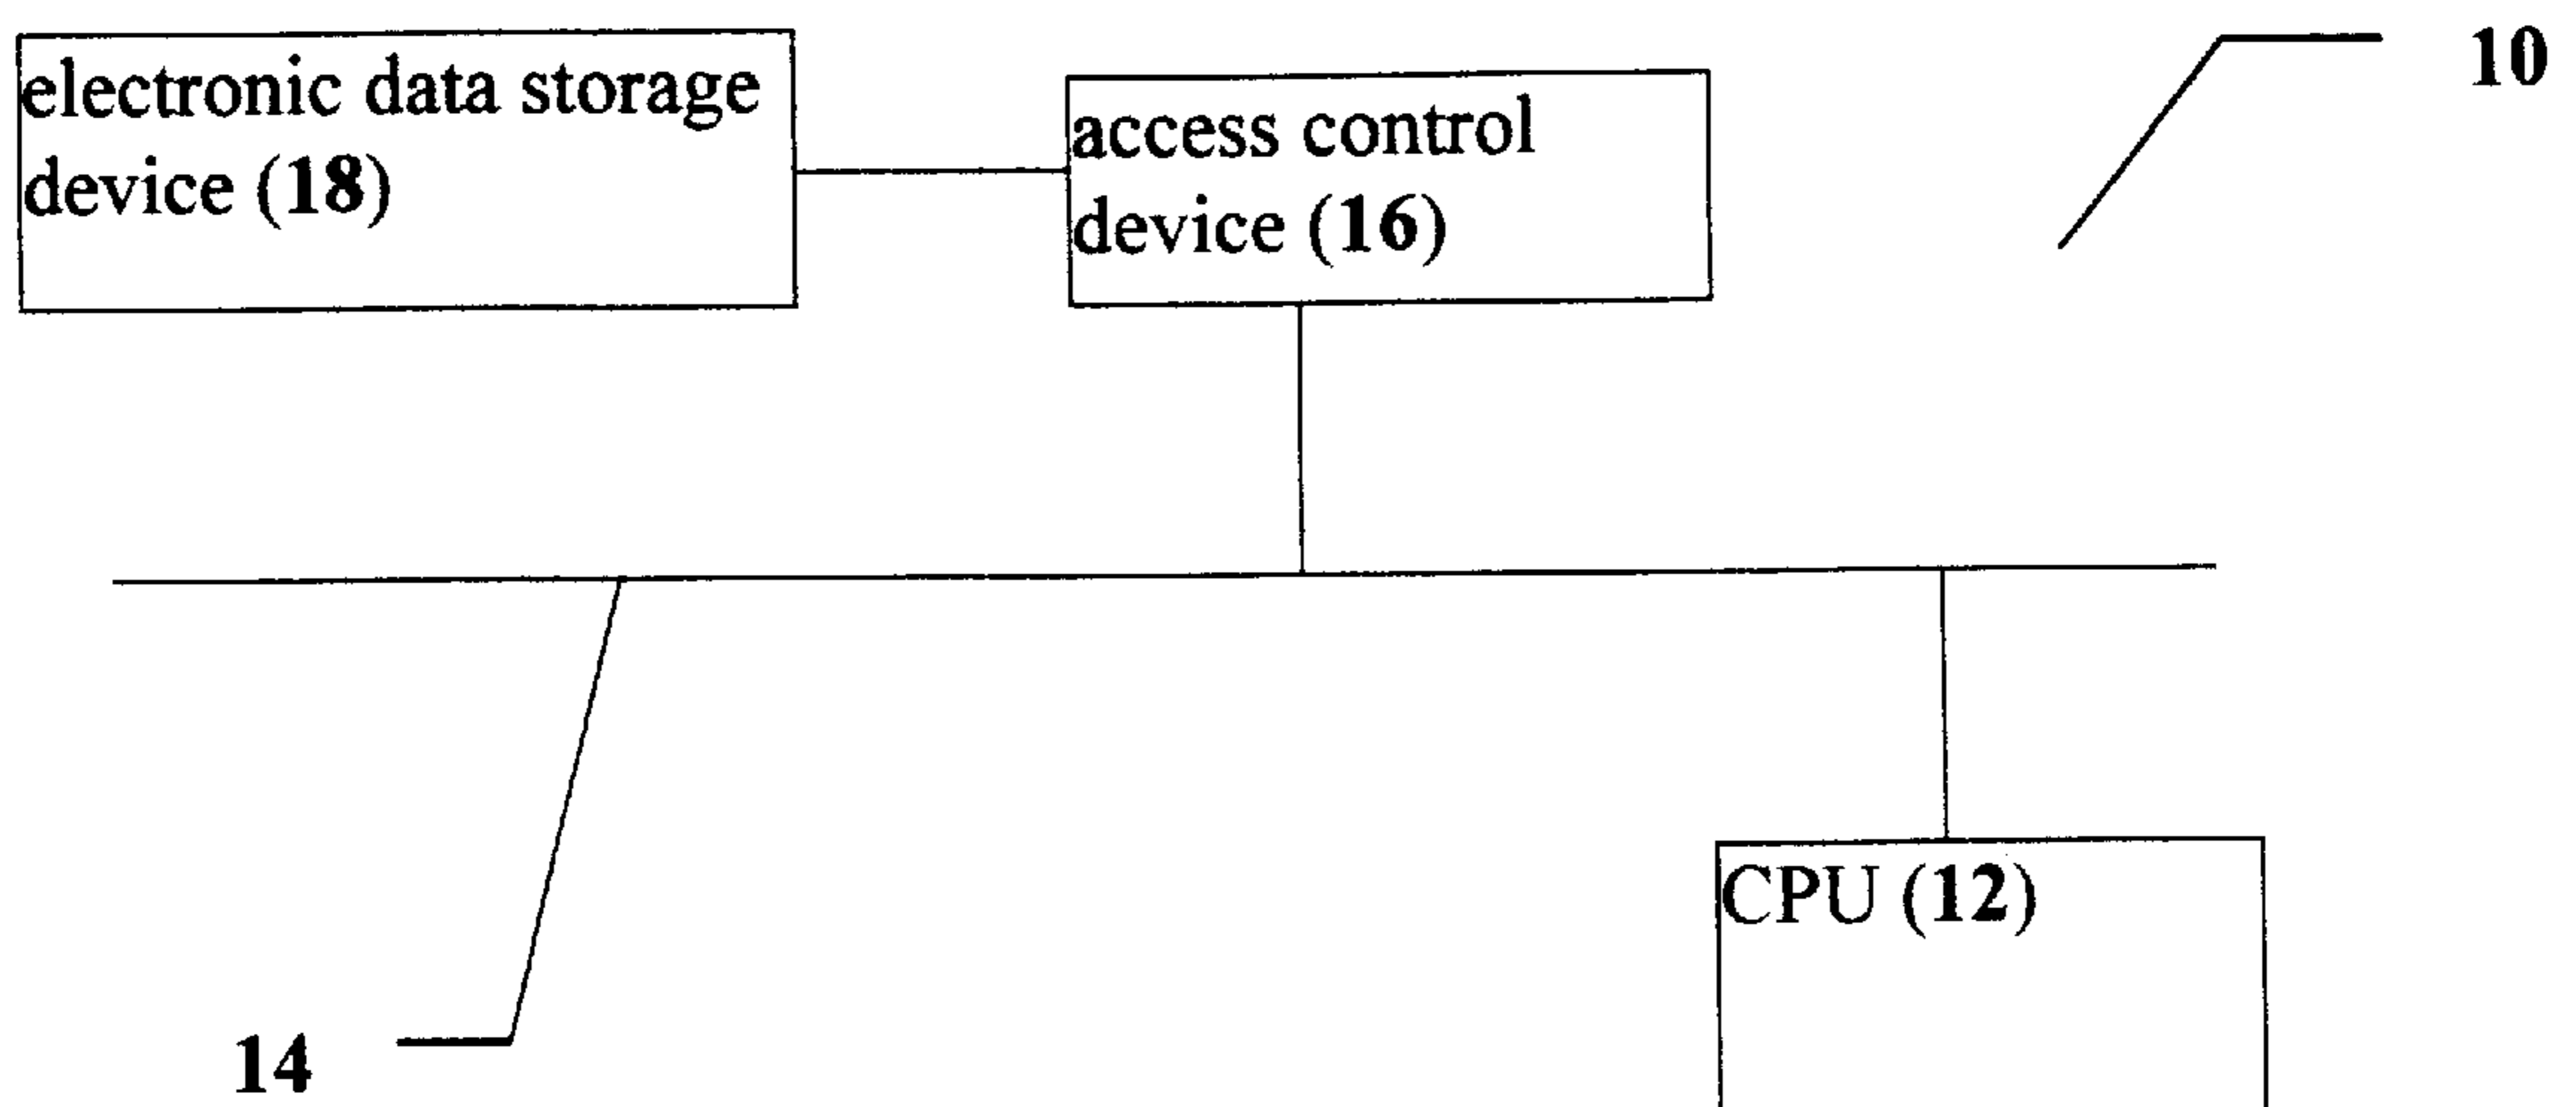 electronic data storage
device (18)
access control
device (16)
10
CPU (12)
14